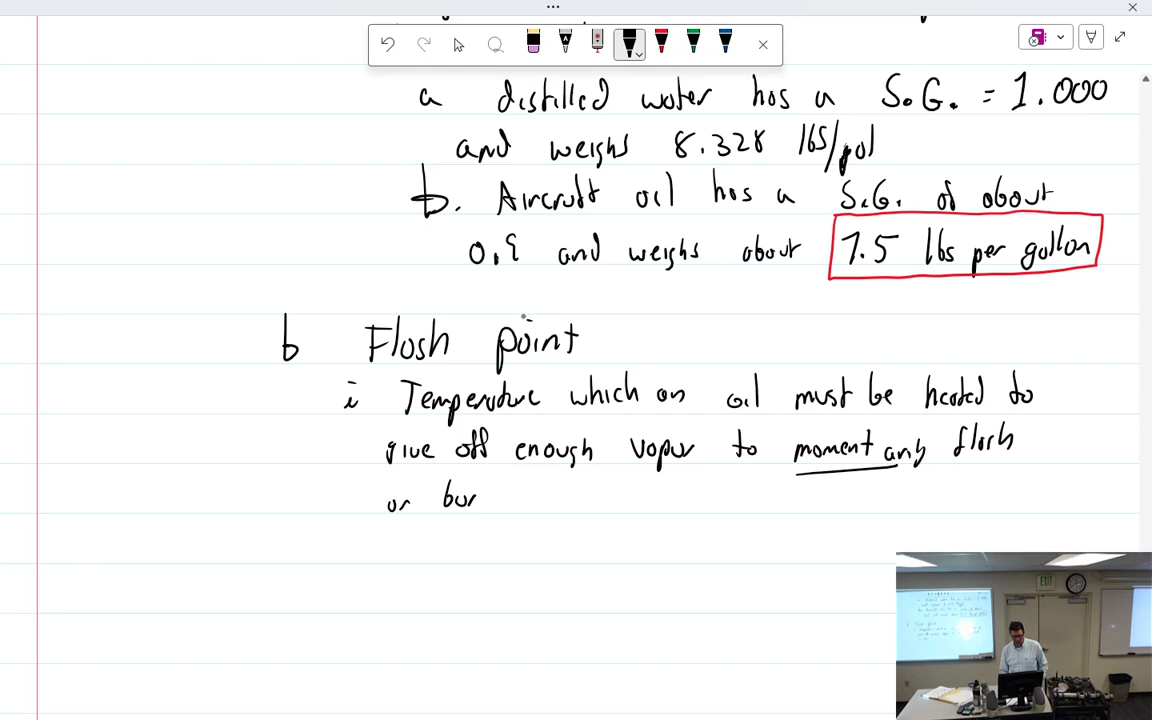 a distilled water has a S.G. = 1.000
and weighs 8.328 lbs/gal
b. Aircraft oil has a S.G. of about
0.9 and weighs about 7.5 lbs per gallon
b Flash point
i Temperature which an oil must be heated to
give off enough vapor to momentarily flash
or bur
EXIT